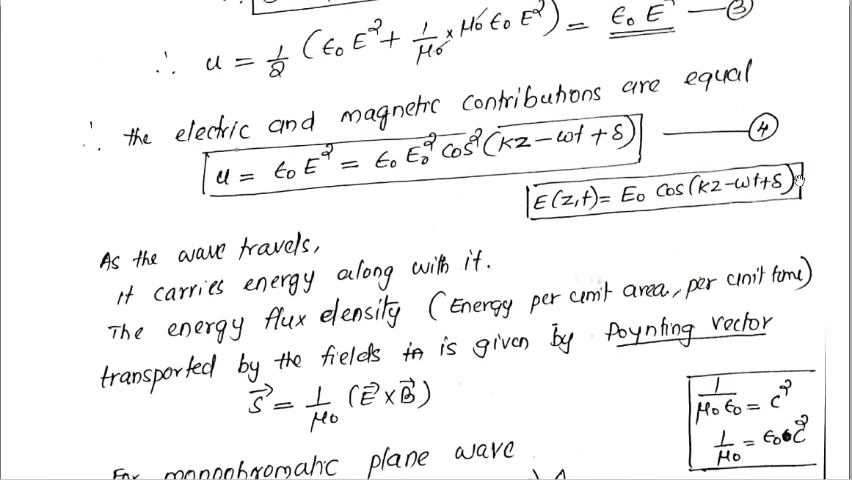 ∴ u = 1/2 (ϵ₀ E² + 1/μ₀ × μ₀ ϵ₀ E²) = ϵ₀ E² — ③
∴ the electric and magnetic contributions are equal
u = ϵ₀ E² = ϵ₀ E₀² cos² (kz − ωt + δ) — ④
E(z,t) = E₀ cos(kz−ωt+δ)
As the wave travels,
it carries energy along with it.
The energy flux density (Energy per unit area, per unit time)
transported by the fields in is given by Poynting vector
S⃗ = 1/μ₀ (E⃗ × B⃗)
1/μ₀ϵ₀ = c²
1/μ₀ = ϵ₀c²
For monochromatic plane wave